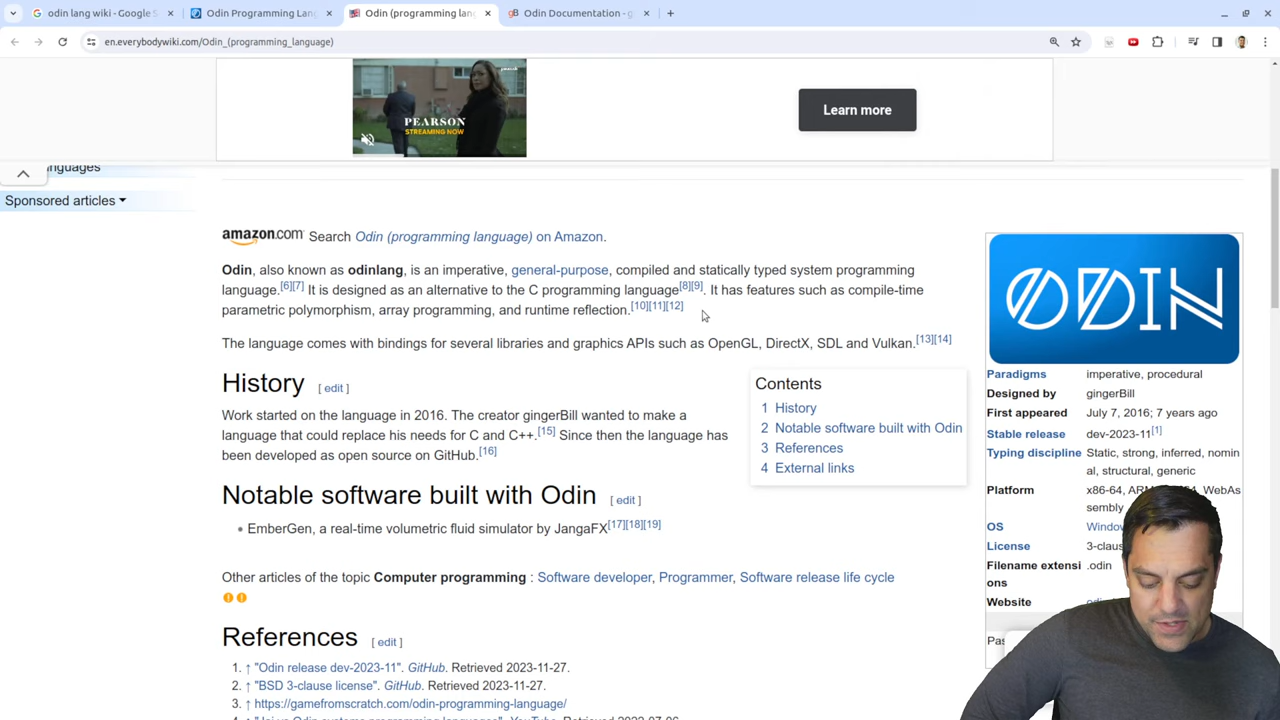 odin lang wiki - Google S
Odin Programming Lan
Odin (programming lan
Odin Documentation - g
en.everybodywiki.com/Odin_(programming_language)
PEARSON
STREAMING NOW
Learn more
nguages
Sponsored articles
amazon.com Search Odin (programming language) on Amazon.
Odin, also known as odinlang, is an imperative, general-purpose, compiled and statically typed system programming
language.[6][7] It is designed as an alternative to the C programming language[8][9]. It has features such as compile-time
parametric polymorphism, array programming, and runtime reflection.[10][11][12]
The language comes with bindings for several libraries and graphics APIs such as OpenGL, DirectX, SDL and Vulkan.[13][14]
History [ edit ]
Work started on the language in 2016. The creator gingerBill wanted to make a
language that could replace his needs for C and C++.[15] Since then the language has
been developed as open source on GitHub.[16]
Contents
1 History
2 Notable software built with Odin
3 References
4 External links
Notable software built with Odin [ edit ]
• EmberGen, a real-time volumetric fluid simulator by JangaFX[17][18][19]
Other articles of the topic Computer programming : Software developer, Programmer, Software release life cycle
References [ edit ]
1. ↑ "Odin release dev-2023-11". GitHub. Retrieved 2023-11-27.
2. ↑ "BSD 3-clause license". GitHub. Retrieved 2023-11-27.
3. ↑ https://gamefromscratch.com/odin-programming-language/
ODIN
Paradigms imperative, procedural
Designed by gingerBill
First appeared July 7, 2016; 7 years ago
Stable release dev-2023-11[1]
Typing discipline Static, strong, inferred, nomin
al, structural, generic
Platform x86-64, WebAs
sembly
OS Window
License 3-claus
Filename extensi .odin
ons
Website
Pas